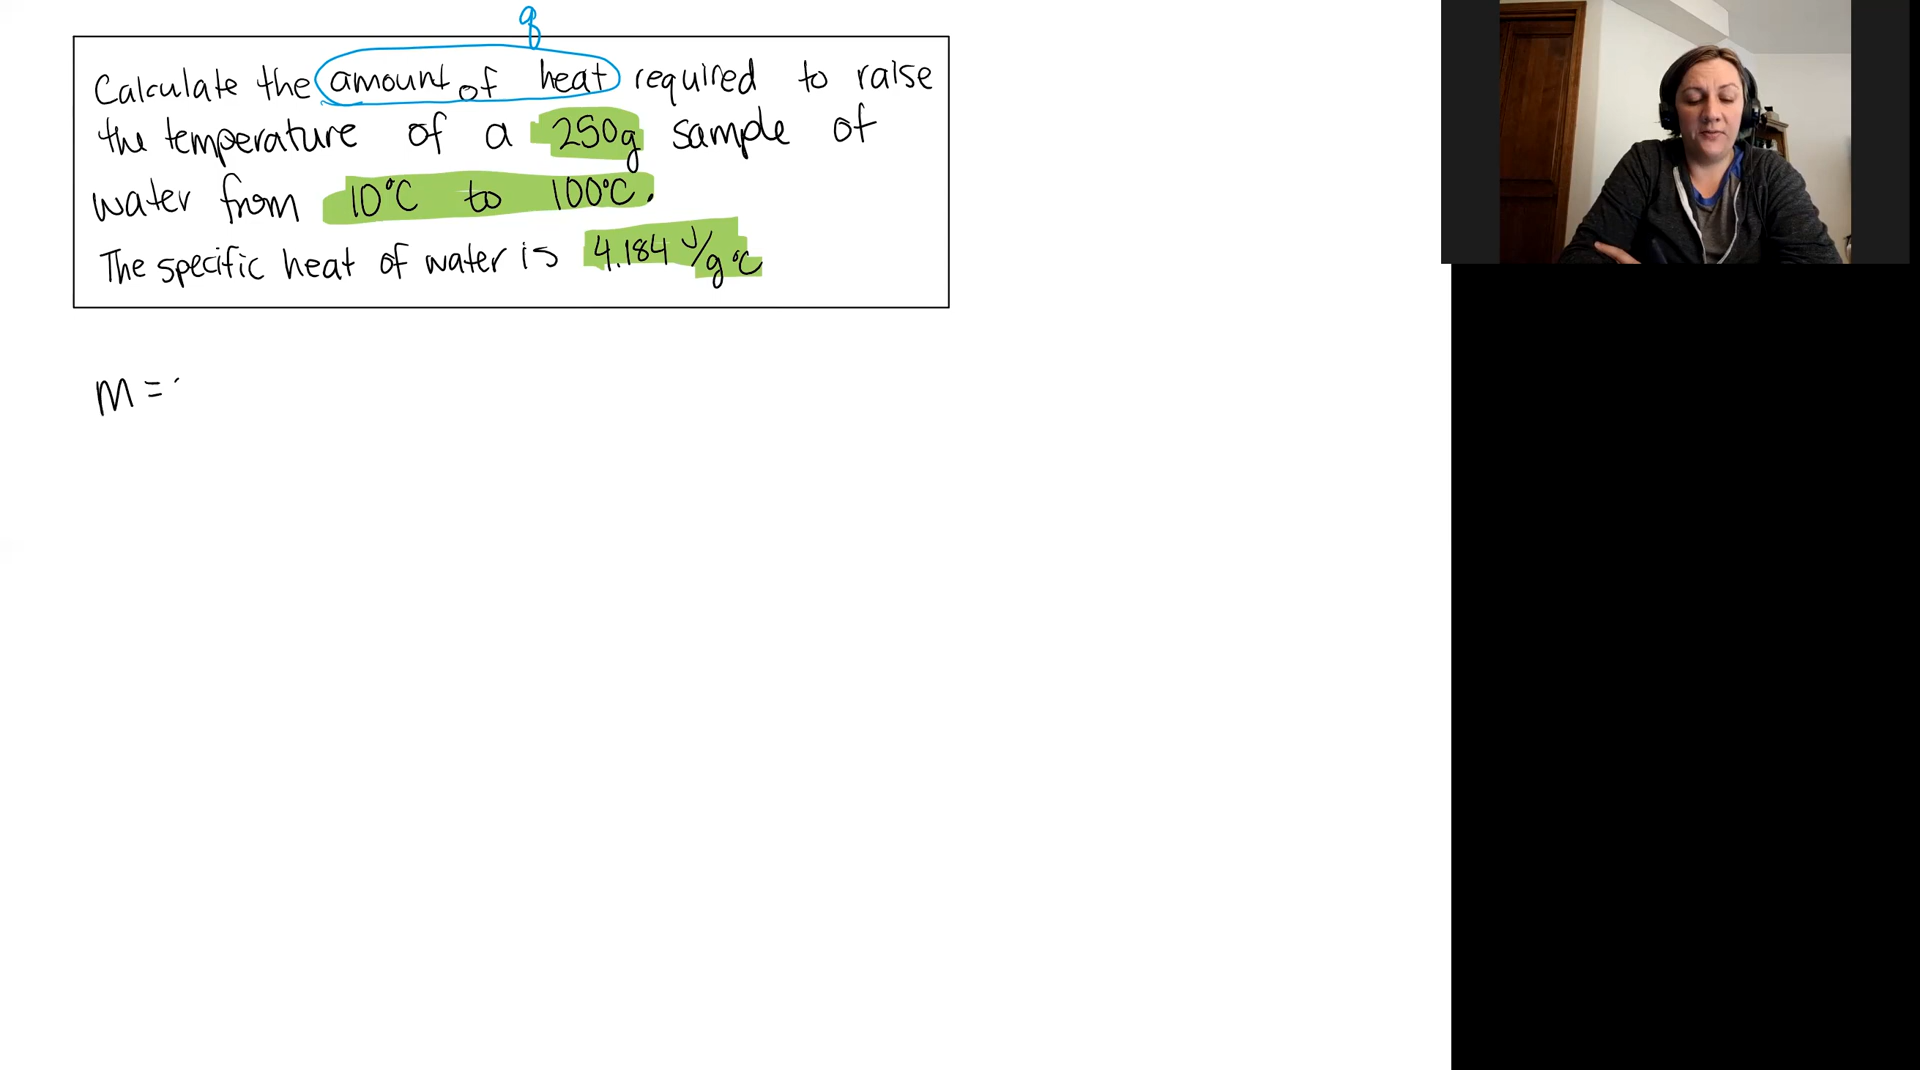 q
Calculate the amount of heat required to raise
the temperature of a 250g sample of
water from 10°C to 100°C.
The specific heat of water is 4.184 J/g°C
m =